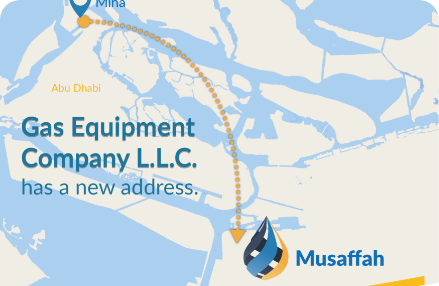 Mina
Abu Dhabi
Gas Equipment
Company L.L.C.
has a new address.
Musaffah